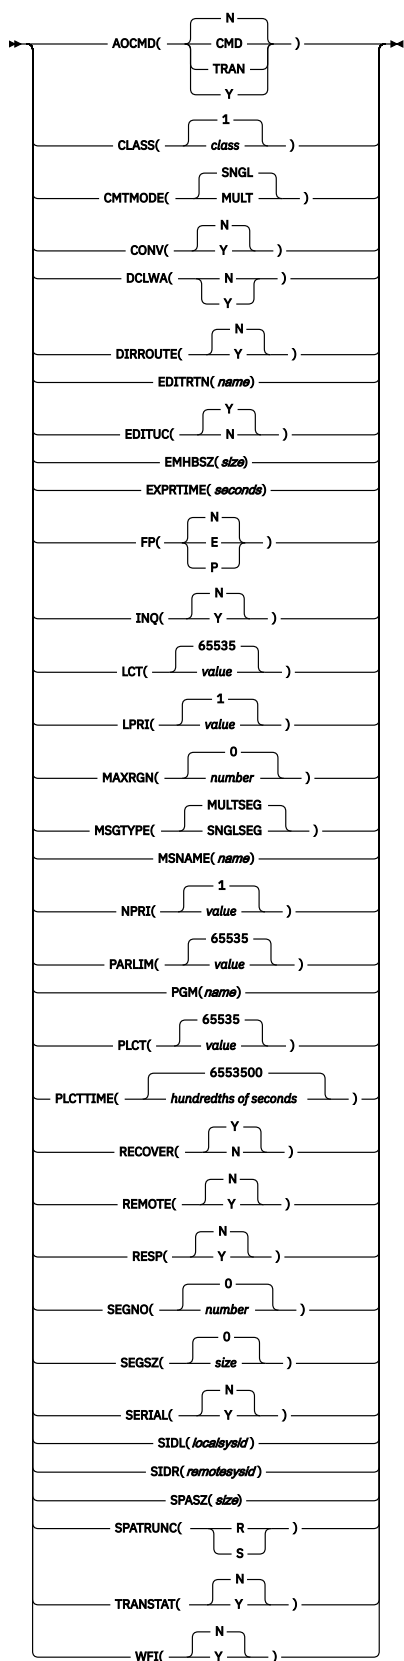 N
AOCMD( CMD )
TRAN
Y
1
CLASS( class )
SNGL
CMTMODE( MULT )
N
CONV( Y )
DCLWA( N )
Y
N
DIRROUTE( Y )
EDITRTN( name)
Y
EDITUC( N )
EMHBSZ( size)
EXPRTIME( seconds)
N
FP( E )
P
N
INQ( Y )
65535
LCT( value )
1
LPRI( value )
0
MAXRGN( number )
MULTSEG
MSGTYPE( SNGLSEG )
MSNAME( name)
1
NPRI( value )
65535
PARLIM( value )
PGM( name)
65535
PLCT( value )
6553500
PLCTTIME( hundredths of seconds )
Y
RECOVER( N )
N
REMOTE( Y )
N
RESP( Y )
0
SEGNO( number )
0
SEGSZ( size )
N
SERIAL( Y )
SIDL( localsysid)
SIDR( remotesysid)
SPASZ( size)
SPATRUNC( R )
S
N
TRANSTAT( Y )
N
WFI( Y )